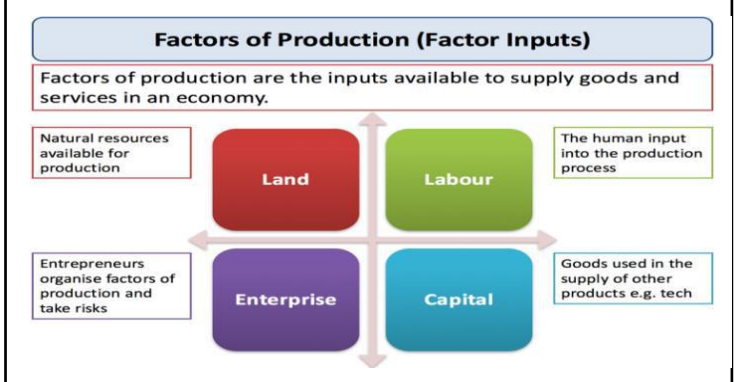 Factors of Production (Factor Inputs)
Factors of production are the inputs available to supply goods and
services in an economy.
Natural resources
available for
production
Land
Labour
The human input
into the production
process
Entrepreneurs
organise factors of
production and
take risks
Enterprise
Capital
Goods used in the
supply of other
products e.g. tech